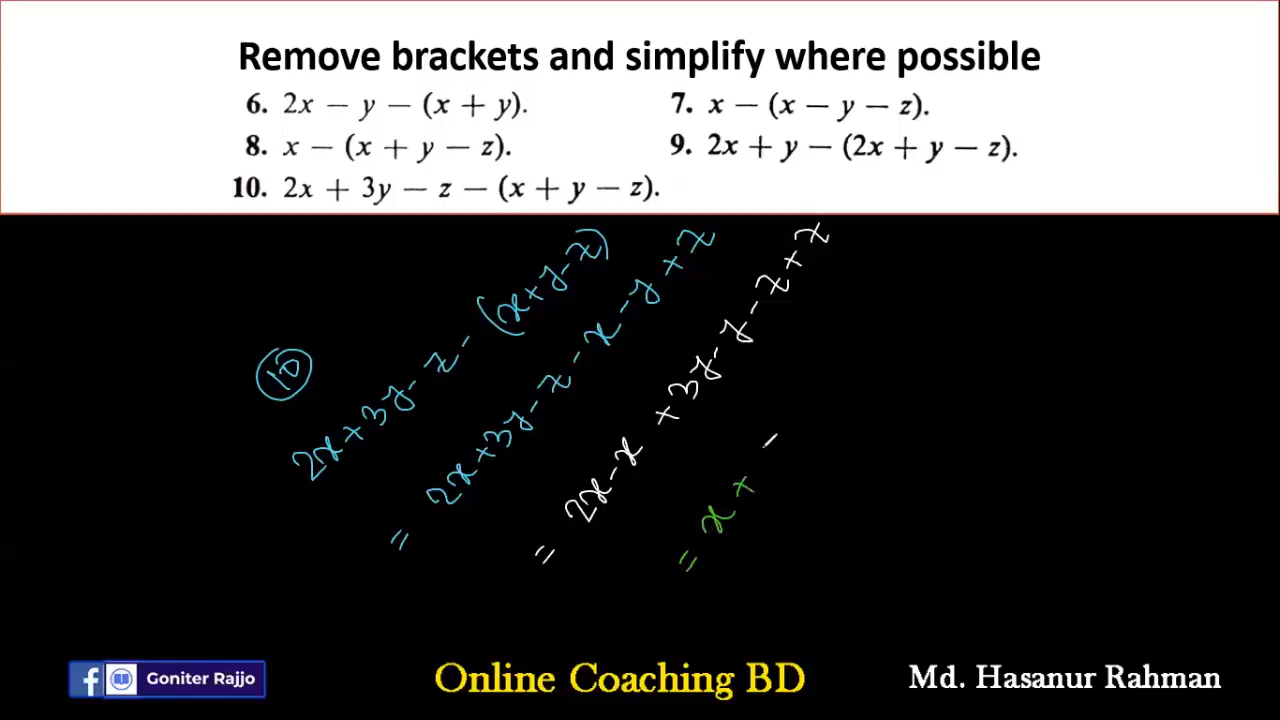 Remove brackets and simplify where possible
6. 2x − y − (x + y).
7. x − (x − y − z).
8. x − (x + y − z).
9. 2x + y − (2x + y − z).
10. 2x + 3y − z − (x + y − z).
10
2x+3y-z-(x+y-z)
= 2x+3y-z-x-y+z
= 2x-x +3y-y-z+z
= x +
Goniter Rajjo
Online Coaching BD
Md. Hasanur Rahman